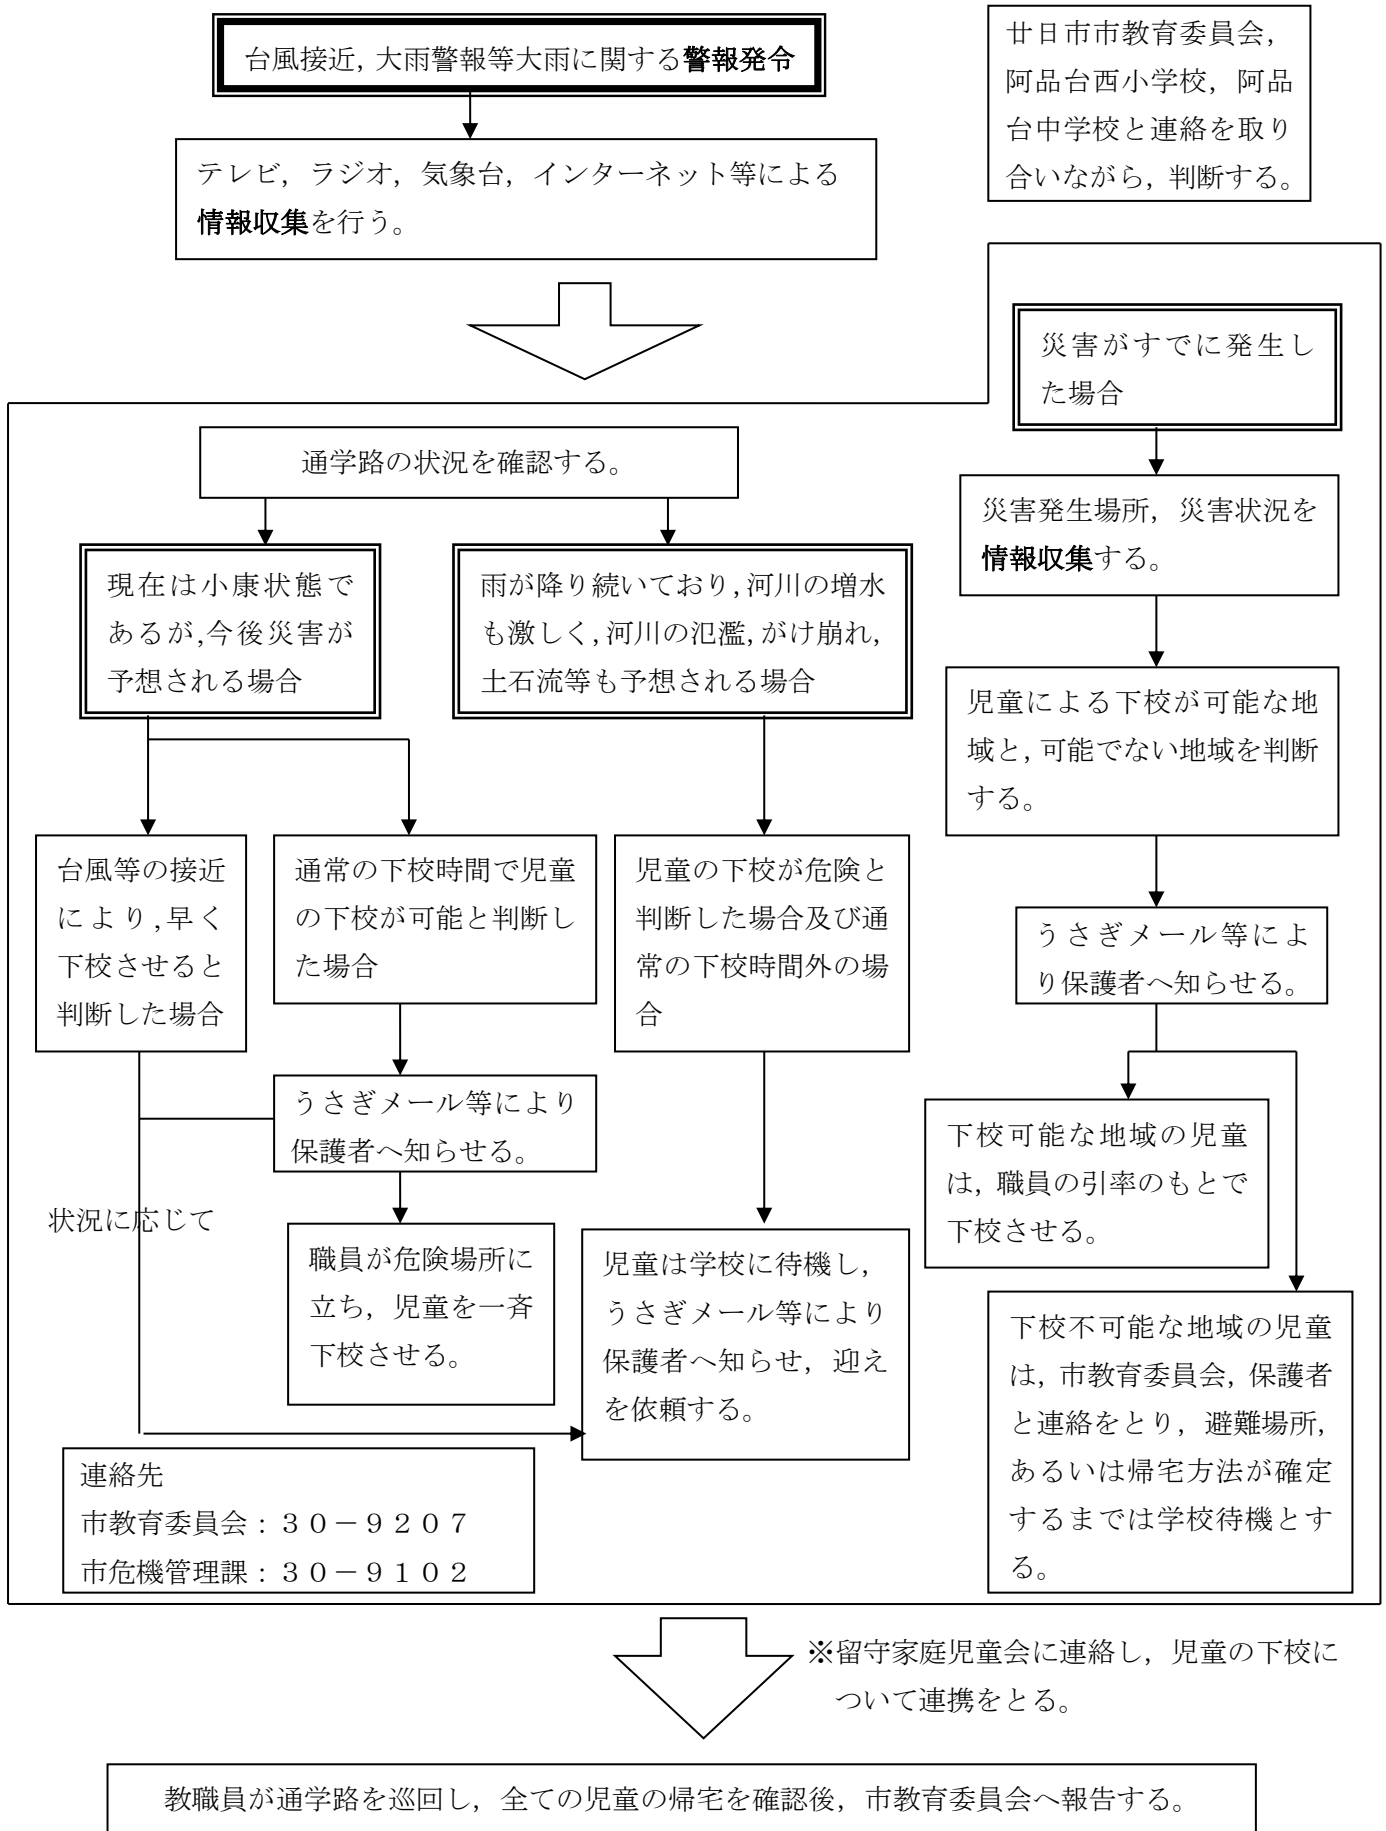 台風接近，大雨警報等大雨に関する警報発令
廿日市市教育委員会，
阿品台西小学校，阿品
台中学校と連絡を取り
合いながら，判断する。
テレビ，ラジオ，気象台，インターネット等による
情報収集を行う。
災害がすでに発生し
た場合
通学路の状況を確認する。
災害発生場所，災害状況を
情報収集する。
現在は小康状態で
あるが，今後災害が
予想される場合
雨が降り続いており，河川の増水
も激しく，河川の氾濫，がけ崩れ，
土石流等も予想される場合
児童による下校が可能な地
域と，可能でない地域を判断
する。
台風等の接近
により，早く
下校させると
判断した場合
通常の下校時間で児童
の下校が可能と判断し
た場合
児童の下校が危険と
判断した場合及び通
常の下校時間外の場
合
うさぎメール等によ
り保護者へ知らせる。
うさぎメール等により
保護者へ知らせる。
下校可能な地域の児童
は，職員の引率のもとで
下校させる。
状況に応じて
職員が危険場所に
立ち，児童を一斉
下校させる。
児童は学校に待機し，
うさぎメール等により
保護者へ知らせ，迎え
を依頼する。
下校不可能な地域の児童
は，市教育委員会，保護者
と連絡をとり，避難場所，
あるいは帰宅方法が確定
するまでは学校待機とす
る。
連絡先
市教育委員会：３０－９２０７
市危機管理課：３０－９１０２
※留守家庭児童会に連絡し，児童の下校に
ついて連携をとる。
教職員が通学路を巡回し，全ての児童の帰宅を確認後，市教育委員会へ報告する。